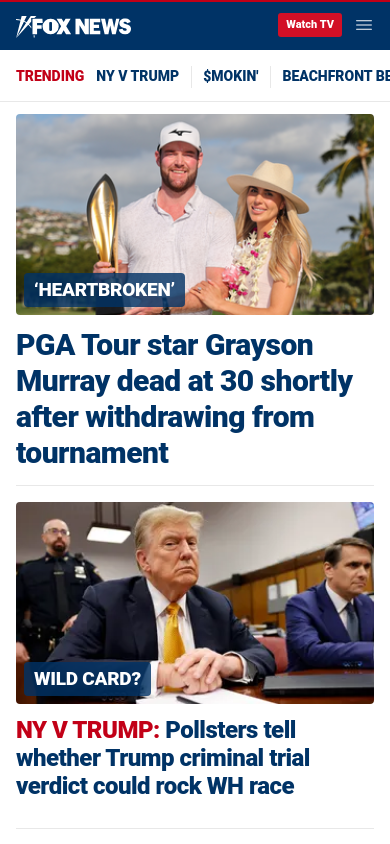 FOX NEWS
Watch TV
TRENDING NY V TRUMP $MOKIN' BEACHFRONT BE
‘HEARTBROKEN’
PGA Tour star Grayson
Murray dead at 30 shortly
after withdrawing from
tournament
WILD CARD?
NY V TRUMP: Pollsters tell
whether Trump criminal trial
verdict could rock WH race